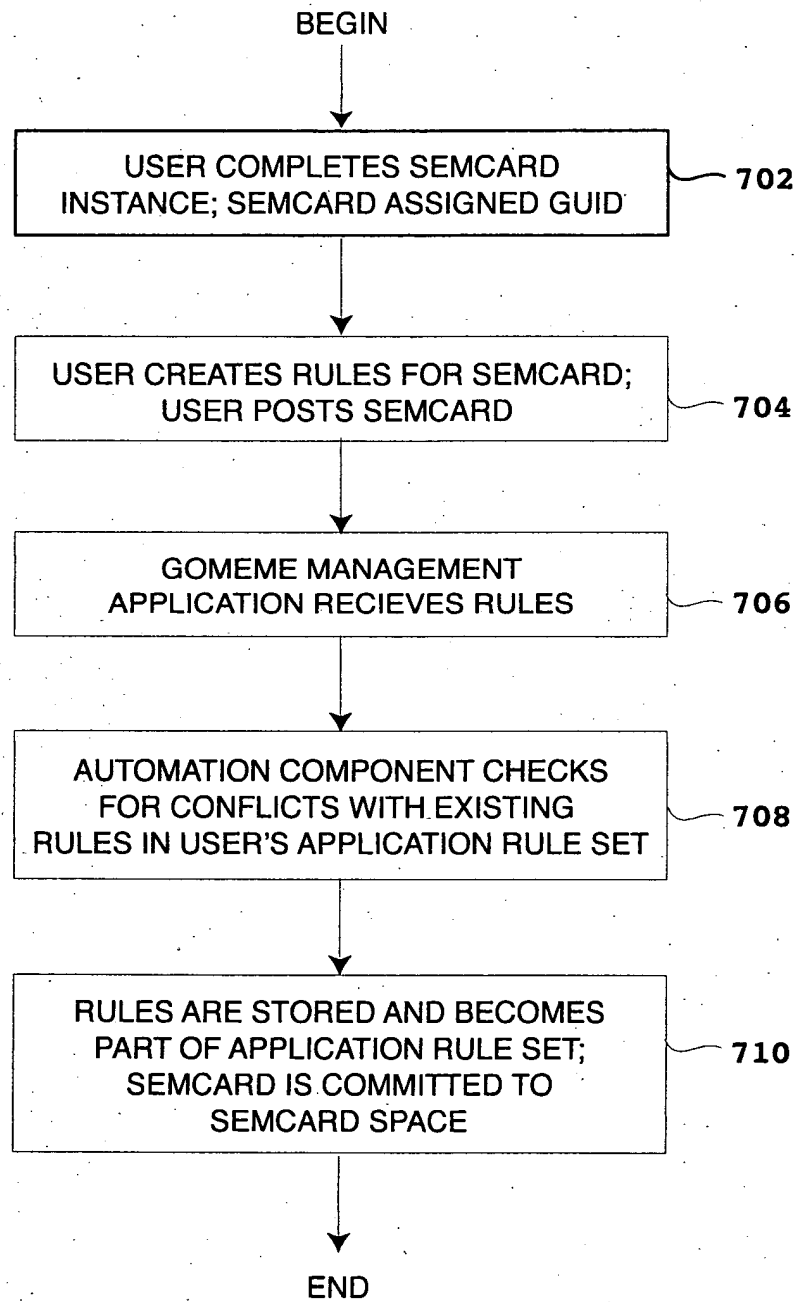 BEGIN
USER COMPLETES SEMCARD
INSTANCE; SEMCARD ASSIGNED GUID
702
USER CREATES RULES FOR SEMCARD;
USER POSTS SEMCARD
704
GOMEME MANAGEMENT
APPLICATION RECIEVES RULES
706
AUTOMATION COMPONENT CHECKS
FOR CONFLICTS WITH EXISTING
RULES IN USER'S APPLICATION RULE SET
708
RULES ARE STORED AND BECOMES
PART OF APPLICATION RULE SET;
SEMCARD IS COMMITTED TO
SEMCARD SPACE
710
END